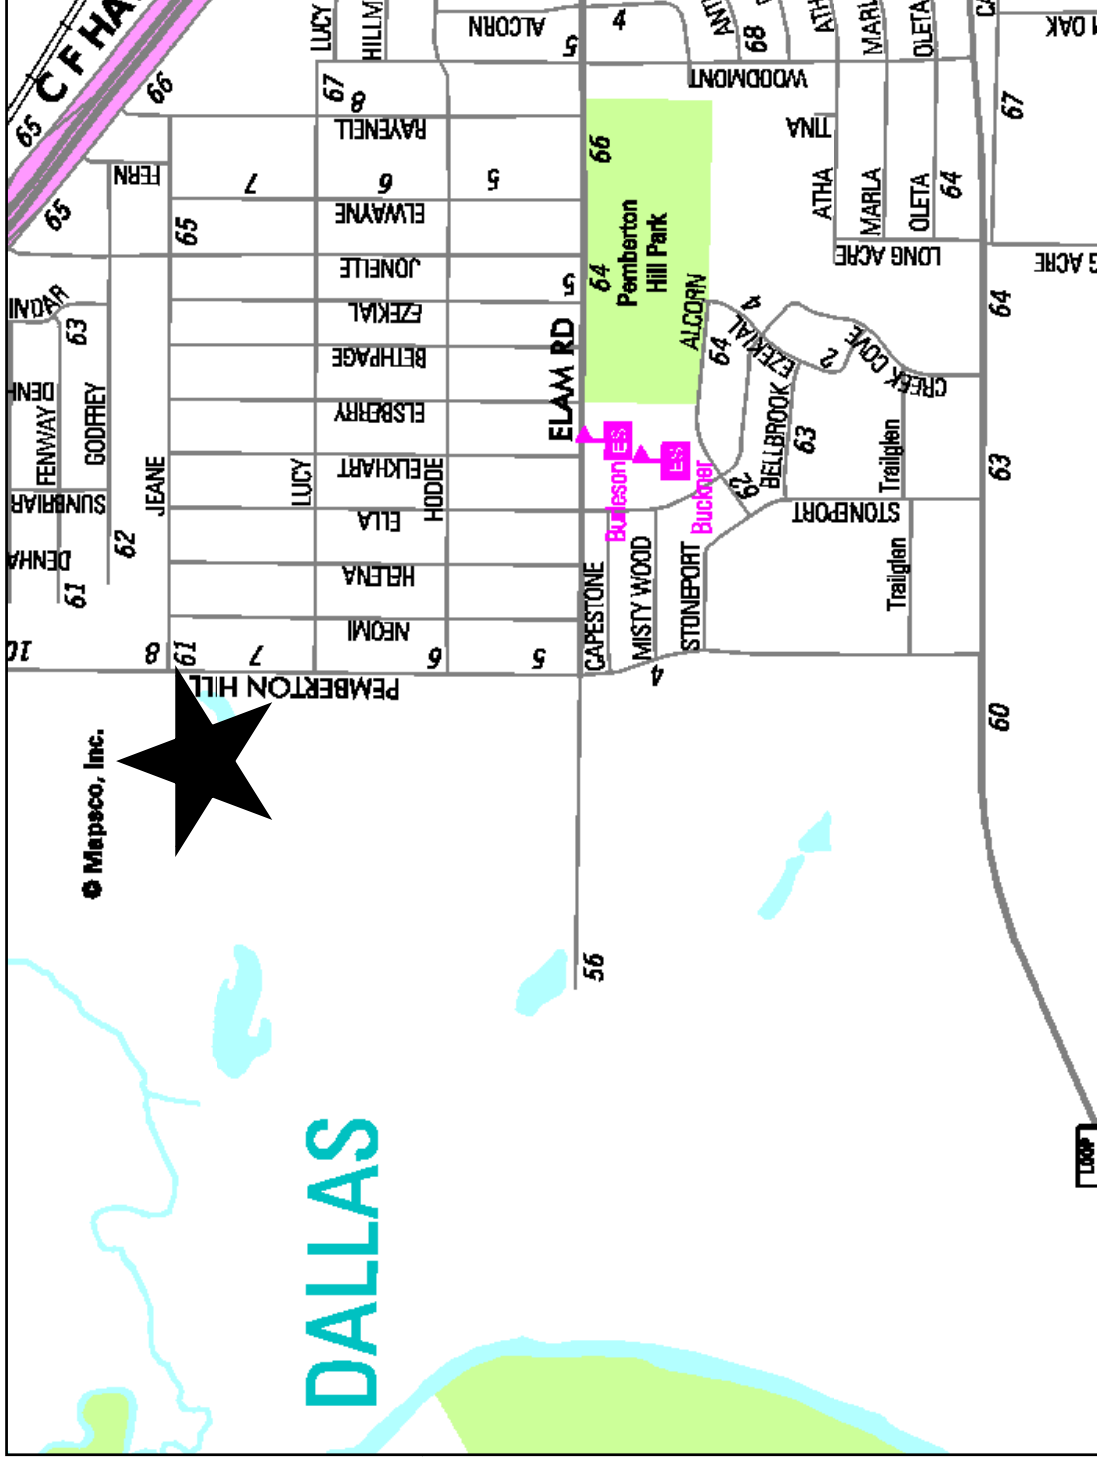 C F HA
65
66
65
65
LUCY
HILLM
ALCORN
5
4
68
WOODMONT
ATH
MARL
OLETA
CA
OAK
67
67
8
RAVENELL
FERN
7
6
5
66
TINA
ATHA
MARLA
OLETA
64
ELWAYNE
Pemberton
Hill Park
64
LONG ACRE
G ACRE
JONELLE
5
EZEKIAL
ALCORN
64
4
EZEKIAL
2
CREEK COVE
64
63
GODFREY
FENWAY
DENH
BETHPAGE
ELAM RD
ELSBERRY
BELLBROOK
63
Trailglen
63
JEANE
LUCY
ELKHART
HODDE
ES
ES
Burleson
Buckner
62
STONEPORT
SUNBRIAR
ELLA
62
DENHA
61
HELENA
CAPESTONE
MISTY WOOD
STONEPORT
Trailglen
NEOMI
10
8
61
7
6
5
4
PEMBERTON HILL
60
© Mapsco, Inc.
56
DALLAS
LOOP